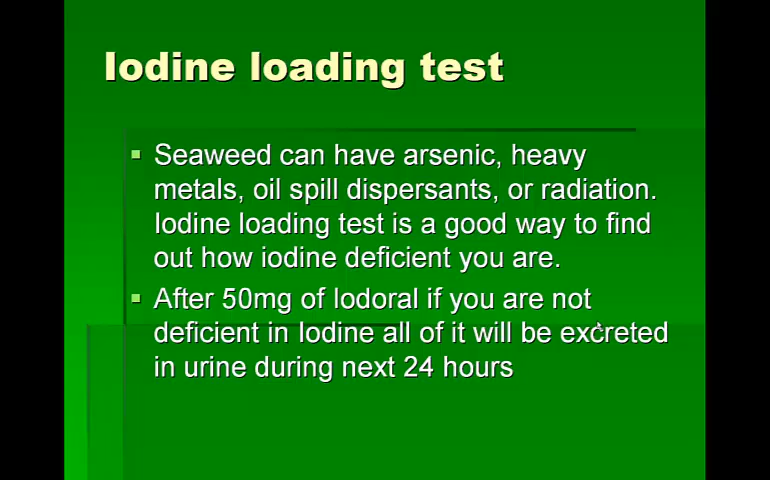 Iodine loading test
Seaweed can have arsenic, heavy
metals, oil spill dispersants, or radiation.
Iodine loading test is a good way to find
out how iodine deficient you are.
After 50mg of Iodoral if you are not
deficient in Iodine all of it will be excreted
in urine during next 24 hours